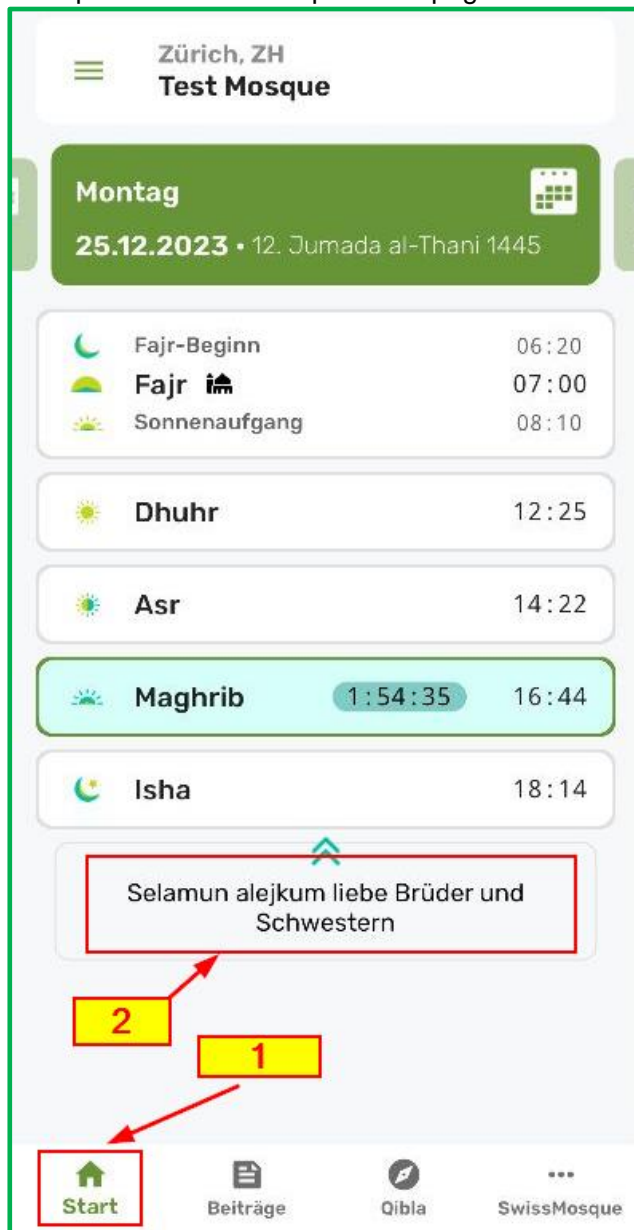 Zürich, ZH
Test Mosque
Montag
25.12.2023 • 12. Jumada al-Thani 1445
Fajr-Beginn 06:20
Fajr 07:00
Sonnenaufgang 08:10
Dhuhr 12:25
Asr 14:22
Maghrib 1:54:35 16:44
Isha 18:14
Selamun alejkum liebe Brüder und
Schwestern
2
1
Start Beiträge Qibla SwissMosque